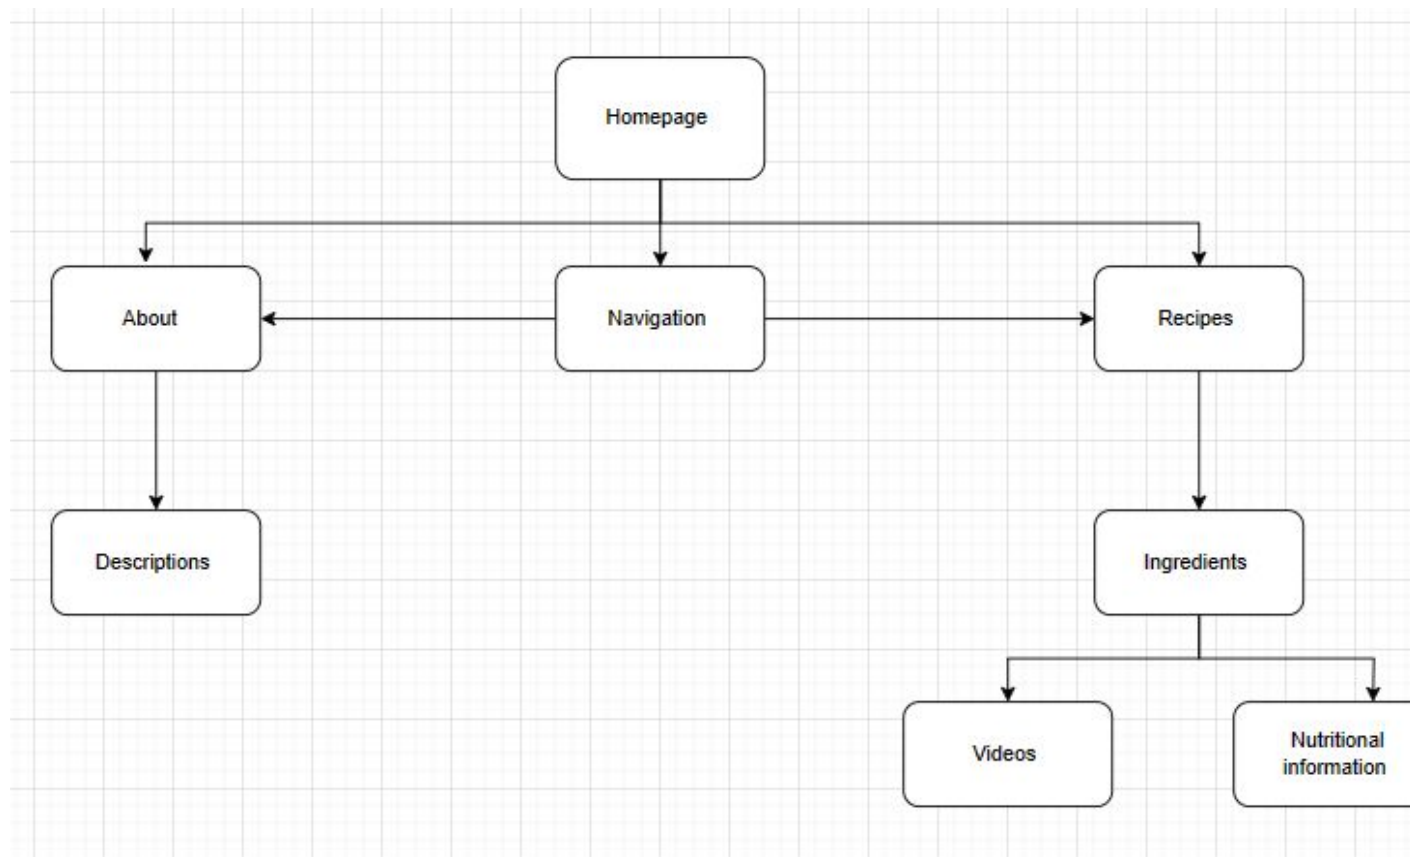 Homepage
About
Navigation
Recipes
Descriptions
Ingredients
Videos
Nutritional
information